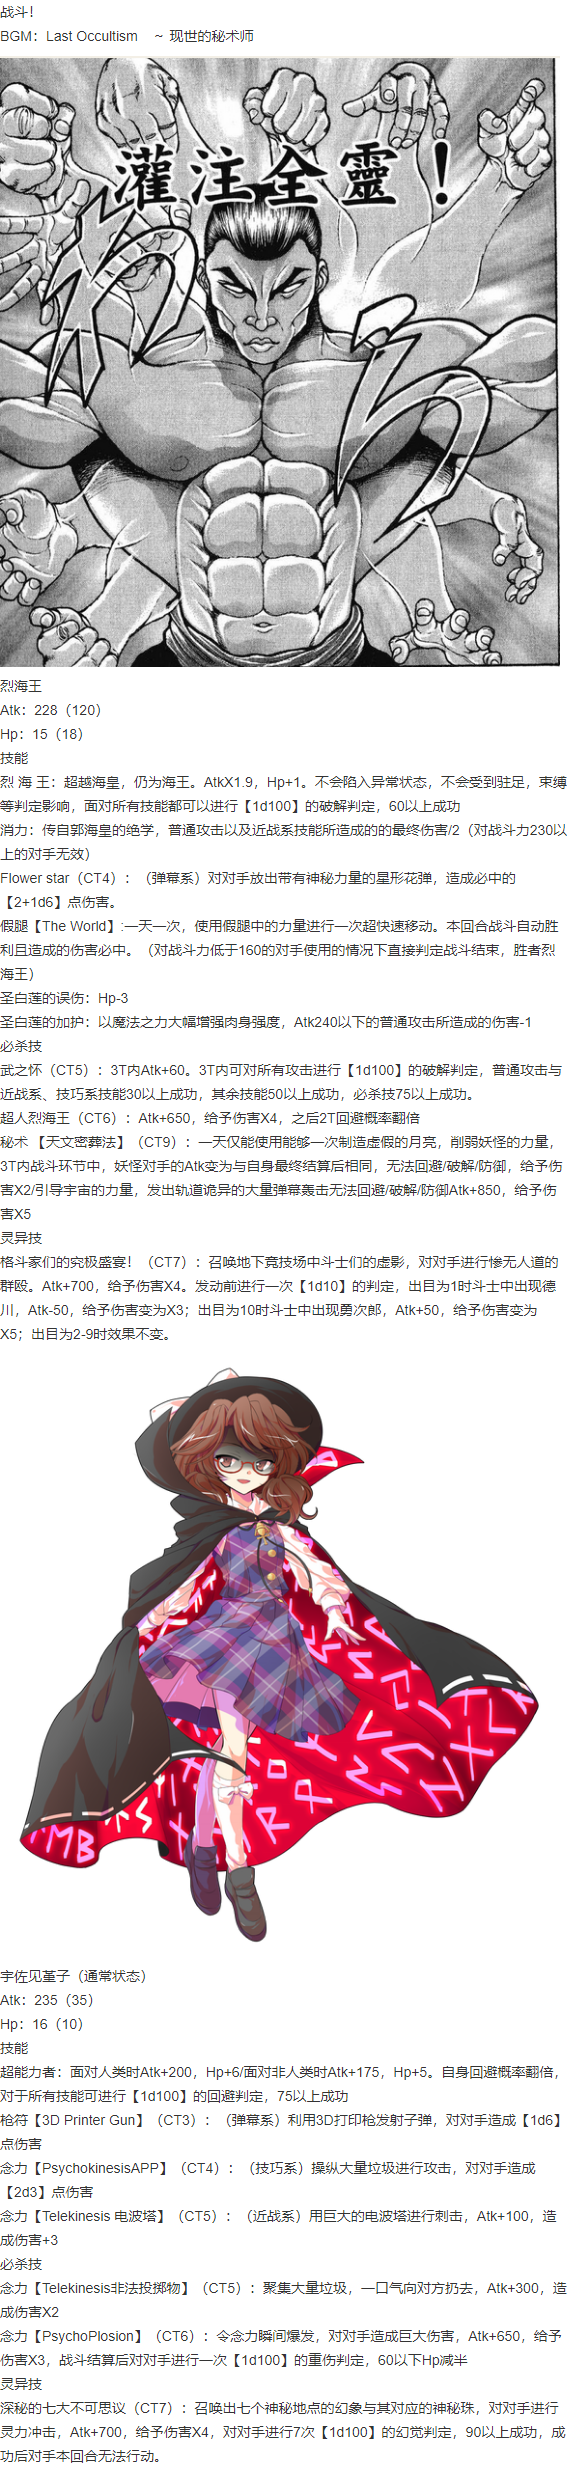 战斗！
BGM：Last Occultism　～ 现世的秘术师
灌注全靈！
烈海王
Atk：228（120）
Hp：15（18）
技能
烈 海 王：超越海皇，仍为海王。AtkX1.9，Hp+1。不会陷入异常状态，不会受到驻足，束缚
等判定影响，面对所有技能都可以进行【1d100】的破解判定，60以上成功
消力：传自郭海皇的绝学，普通攻击以及近战系技能所造成的的最终伤害/2（对战斗力230以
上的对手无效）
Flower star（CT4）：（弹幕系）对对手放出带有神秘力量的星形花弹，造成必中的
【2+1d6】点伤害。
假腿【The World】:一天一次，使用假腿中的力量进行一次超快速移动。本回合战斗自动胜
利且造成的伤害必中。（对战斗力低于160的对手使用的情况下直接判定战斗结束，胜者烈
海王）
圣白莲的误伤：Hp-3
圣白莲的加护：以魔法之力大幅增强肉身强度，Atk240以下的普通攻击所造成的伤害-1
必杀技
武之怀（CT5）：3T内Atk+60。3T内可对所有攻击进行【1d100】的破解判定，普通攻击与
近战系、技巧系技能30以上成功，其余技能50以上成功，必杀技75以上成功。
超人烈海王（CT6）：Atk+650，给予伤害X4，之后2T回避概率翻倍
秘术 【天文密葬法】（CT9）：一天仅能使用能够一次制造虚假的月亮，削弱妖怪的力量，
3T内战斗环节中，妖怪对手的Atk变为与自身最终结算后相同，无法回避/破解/防御，给予伤
害X2/引导宇宙的力量，发出轨道诡异的大量弹幕轰击无法回避/破解/防御Atk+850，给予伤
害X5
灵异技
格斗家们的究极盛宴！（CT7）：召唤地下竞技场中斗士们的虚影，对对手进行惨无人道的
群殴。Atk+700，给予伤害X4。发动前进行一次【1d10】的判定，出目为1时斗士中出现德
川，Atk-50，给予伤害变为X3；出目为10时斗士中出现勇次郎，Atk+50，给予伤害变为
X5；出目为2-9时效果不变。
宇佐见堇子（通常状态）
Atk：235（35）
Hp：16（10）
技能
超能力者：面对人类时Atk+200，Hp+6/面对非人类时Atk+175，Hp+5。自身回避概率翻倍，
对于所有技能可进行【1d100】的回避判定，75以上成功
枪符【3D Printer Gun】（CT3）：（弹幕系）利用3D打印枪发射子弹，对对手造成【1d6】
点伤害
念力【PsychokinesisAPP】（CT4）：（技巧系）操纵大量垃圾进行攻击，对对手造成
【2d3】点伤害
念力【Telekinesis 电波塔】（CT5）：（近战系）用巨大的电波塔进行刺击，Atk+100，造
成伤害+3
必杀技
念力【Telekinesis非法投掷物】（CT5）：聚集大量垃圾，一口气向对方扔去，Atk+300，造
成伤害X2
念力【PsychoPlosion】（CT6）：令念力瞬间爆发，对对手造成巨大伤害，Atk+650，给予
伤害X3，战斗结算后对对手进行一次【1d100】的重伤判定，60以下Hp减半
灵异技
深秘的七大不可思议（CT7）：召唤出七个神秘地点的幻象与其对应的神秘珠，对对手进行
灵力冲击，Atk+700，给予伤害X4，对对手进行7次【1d100】的幻觉判定，90以上成功，成
功后对手本回合无法行动。